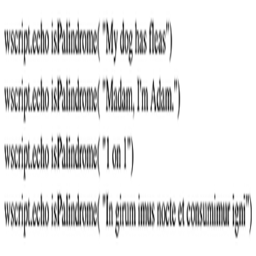 wscript.echo isPalindrome( "My dog has fleas")
wscript.echo isPalindrome( "Madam, I'm Adam.")
wscript.echo isPalindrome( "1 on 1")
wscript.echo isPalindrome( "In girum imus nocte et consumimur igni")